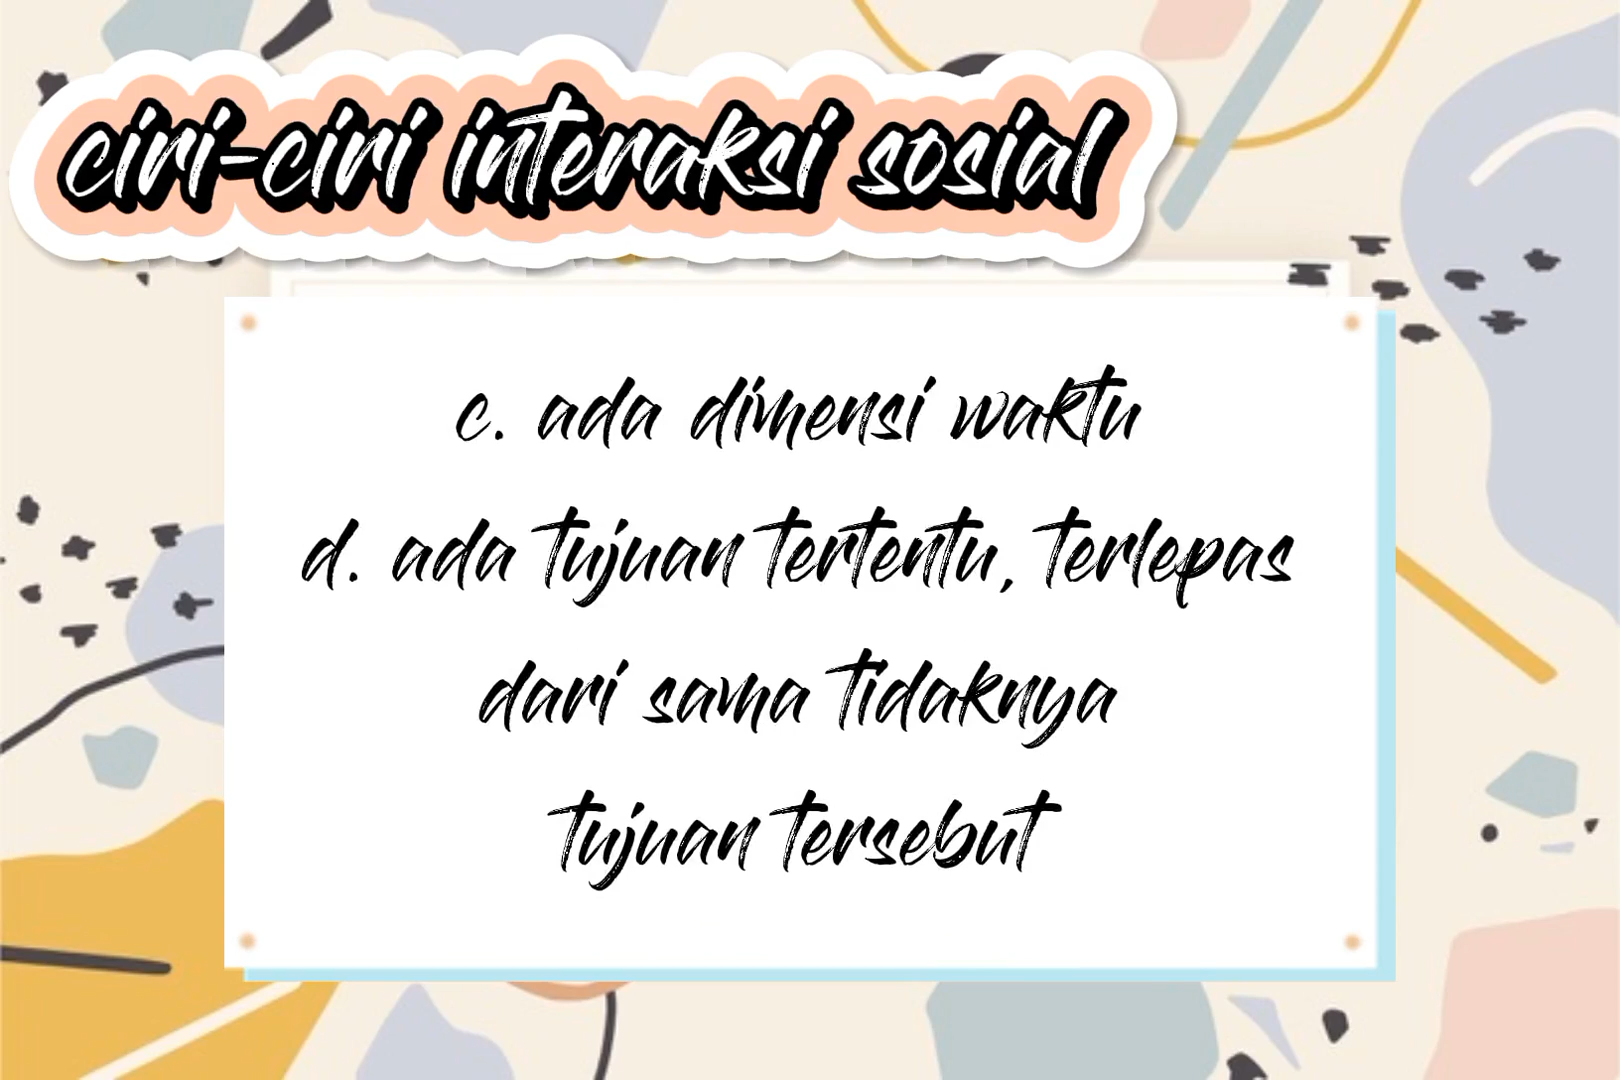 ciri-ciri interaksi sosial
c. ada dimensi waktu
d. ada tujuan tertentu, terlepas
dari sama tidaknya
tujuan tersebut